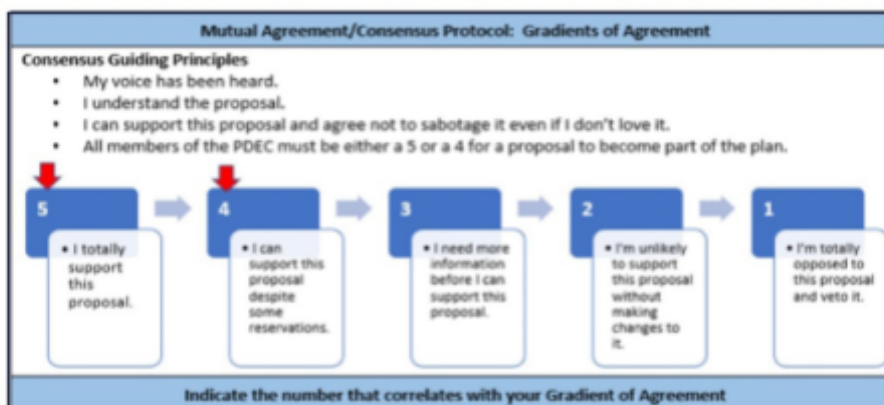 Mutual Agreement/Consensus Protocol: Gradients of Agreement
Consensus Guiding Principles
• My voice has been heard.
• I understand the proposal.
• I can support this proposal and agree not to sabotage it even if I don't love it.
• All members of the PDEC must be either a 5 or a 4 for a proposal to become part of the plan.
5
• I totally
support
this
proposal.
4
• I can
support this
proposal
despite
some
reservations.
3
• I need more
information
before I can
support this
proposal.
2
• I'm unlikely
to support
this proposal
without
making
changes to
it.
1
• I'm totally
opposed to
this proposal
and veto it.
Indicate the number that correlates with your Gradient of Agreement